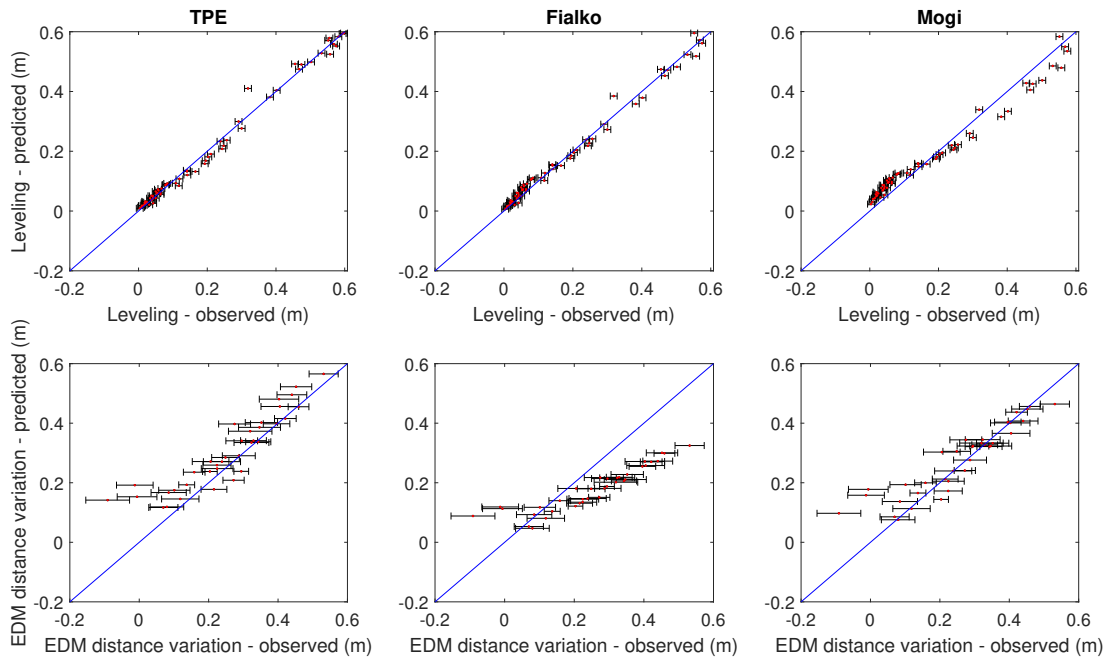 TPE
Fialko
Mogi
Leveling - predicted (m)
0.6
0.4
0.2
0
-0.2
-0.2 0 0.2 0.4 0.6
Leveling - observed (m)
0.6
0.4
0.2
0
-0.2
-0.2 0 0.2 0.4 0.6
Leveling - observed (m)
0.6
0.4
0.2
0
-0.2
-0.2 0 0.2 0.4 0.6
Leveling - observed (m)
EDM distance variation - predicted (m)
0.6
0.4
0.2
0
-0.2
-0.2 0 0.2 0.4 0.6
EDM distance variation - observed (m)
0.6
0.4
0.2
0
-0.2
-0.2 0 0.2 0.4 0.6
EDM distance variation - observed (m)
0.6
0.4
0.2
0
-0.2
-0.2 0 0.2 0.4 0.6
EDM distance variation - observed (m)